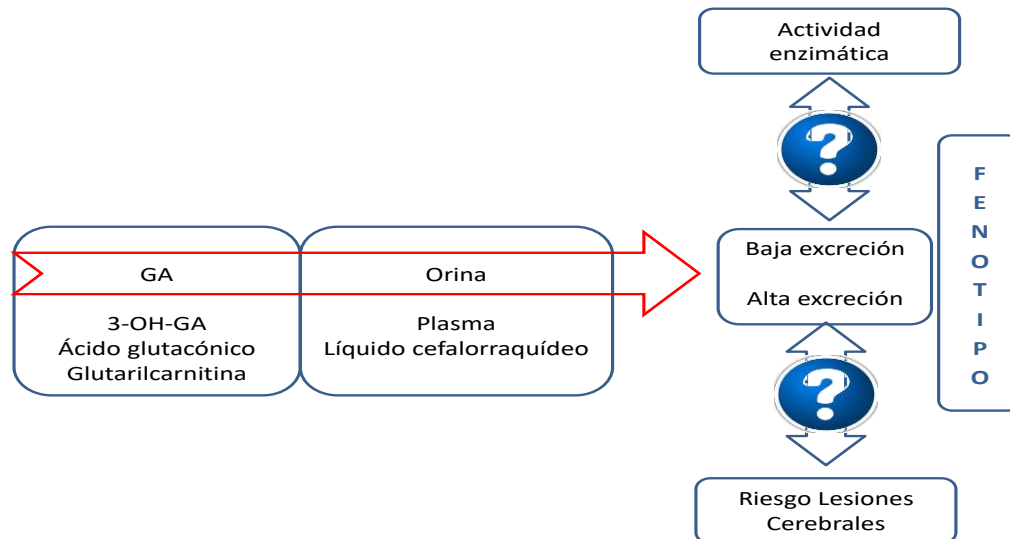 Actividad
enzimática
?
FENOTIPO
GA
Orina
Baja excreción
Alta excreción
3-OH-GA
Ácido glutacónico
Glutarilcarnitina
Plasma
Líquido cefalorraquídeo
?
Riesgo Lesiones
Cerebrales